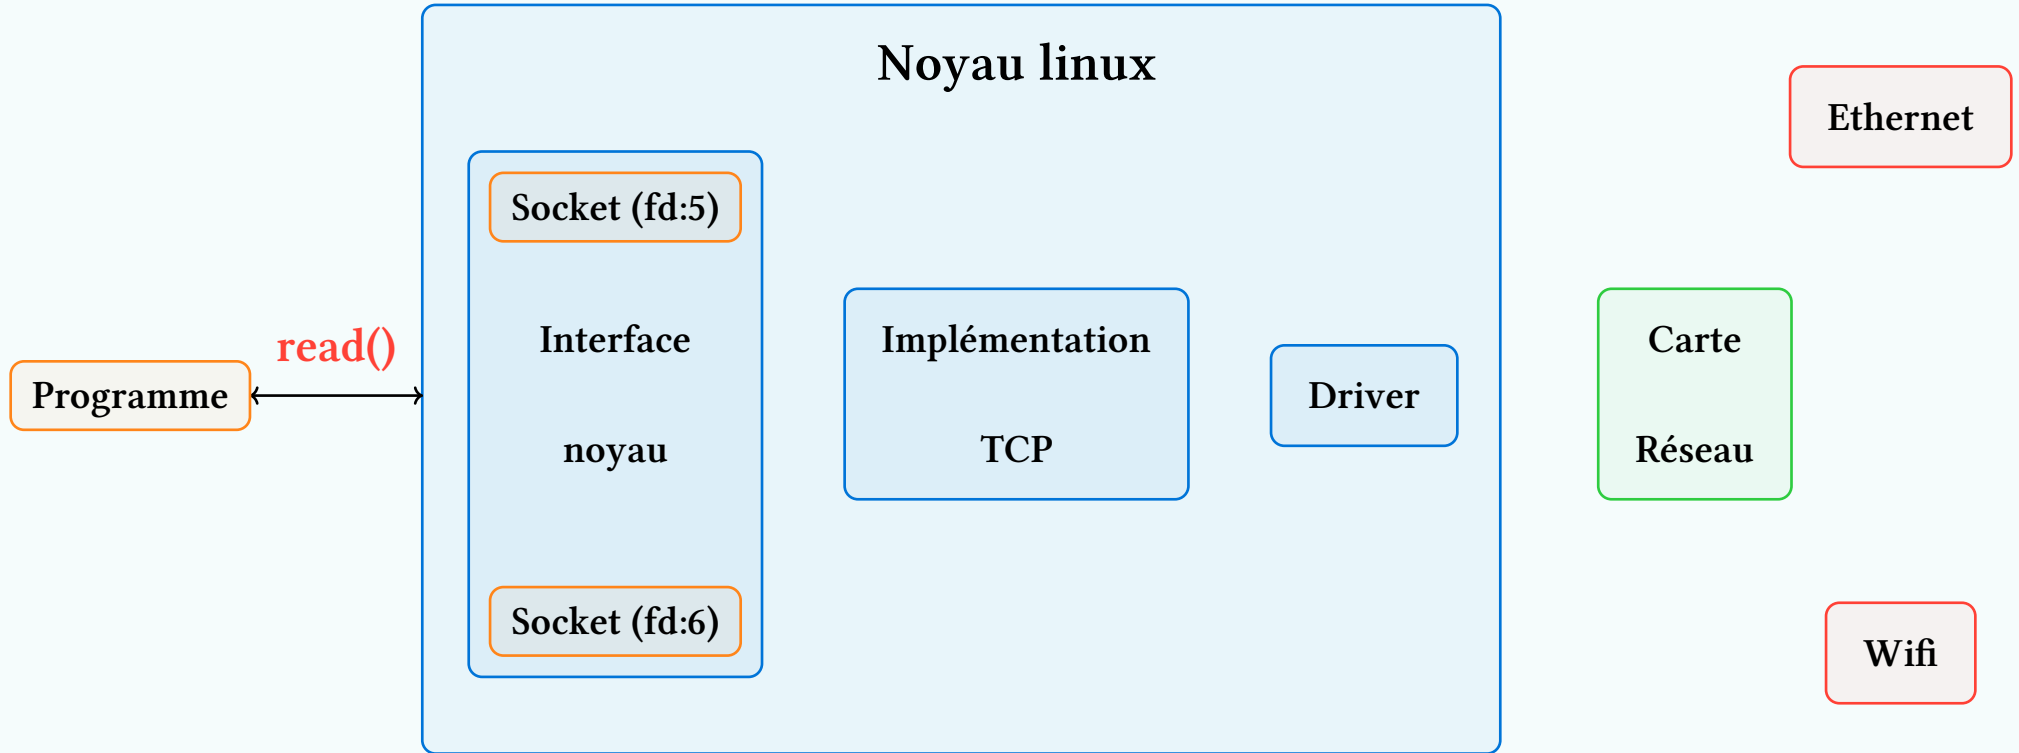 Noyau linux
Ethernet
Socket (fd:5)
read()
Programme
Interface
noyau
Implémentation
TCP
Driver
Carte
Réseau
Socket (fd:6)
Wifi